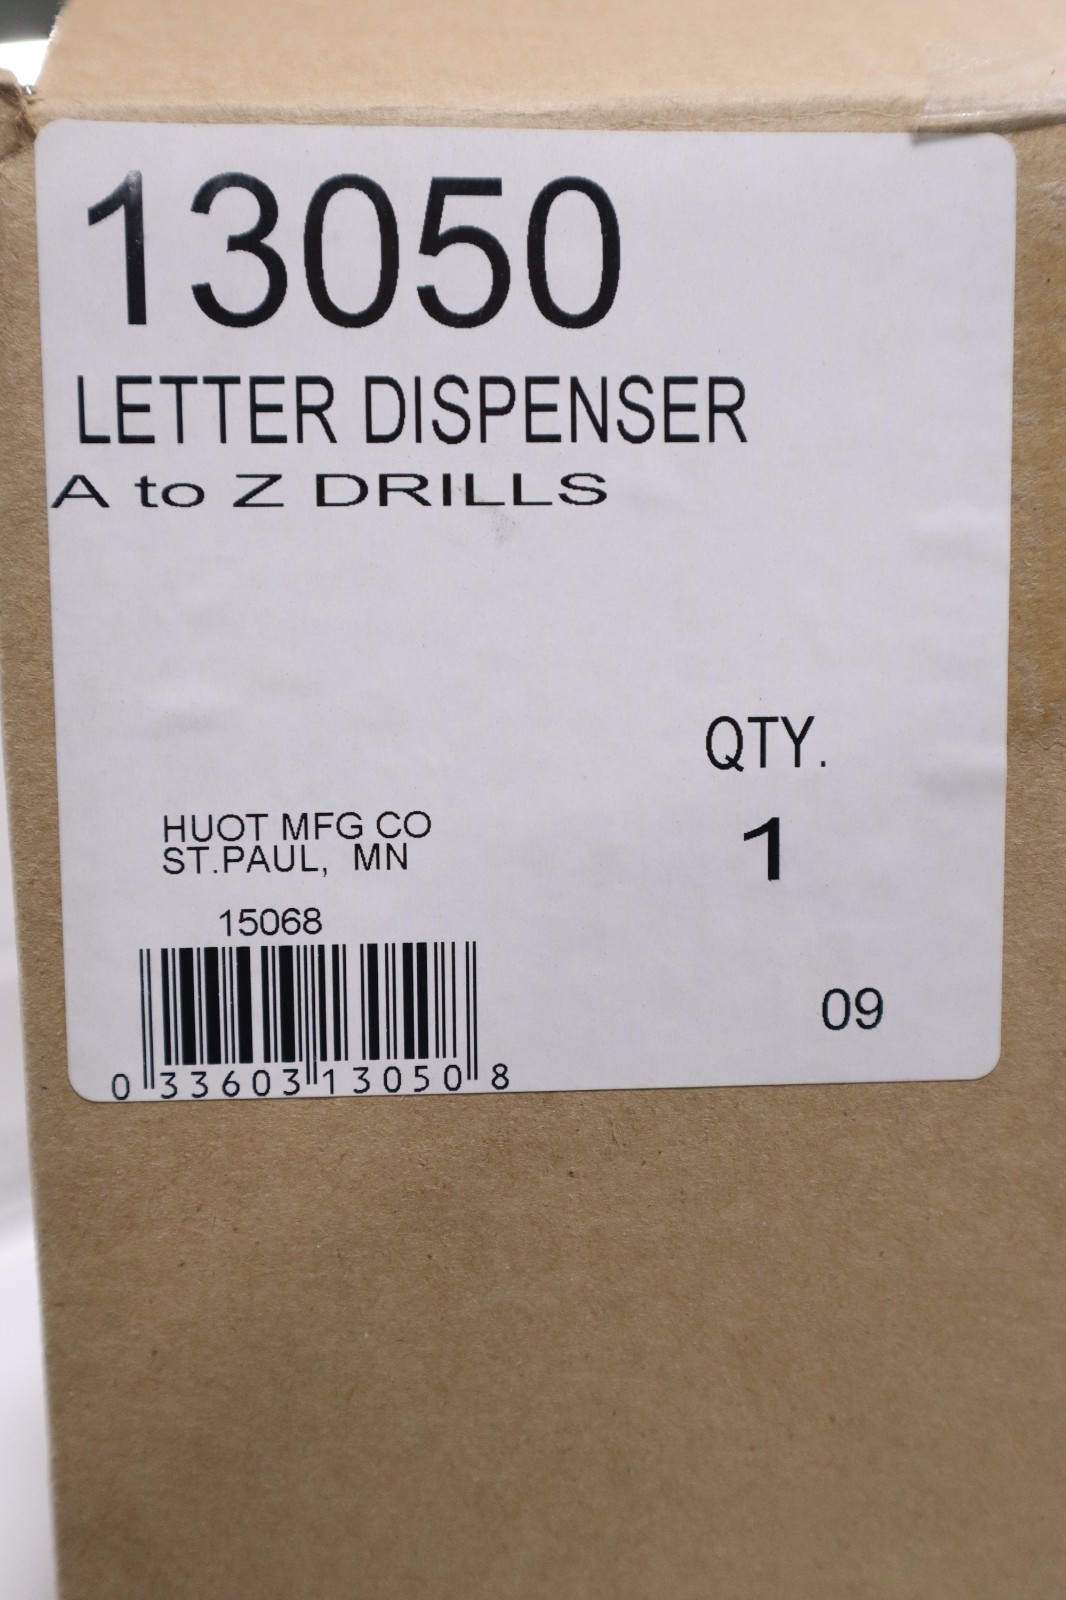 13050
LETTER DISPENSER
A to Z DRILLS
QTY.
1
HUOT MFG CO
ST.PAUL, MN
15068
0 33603 13050 8
09